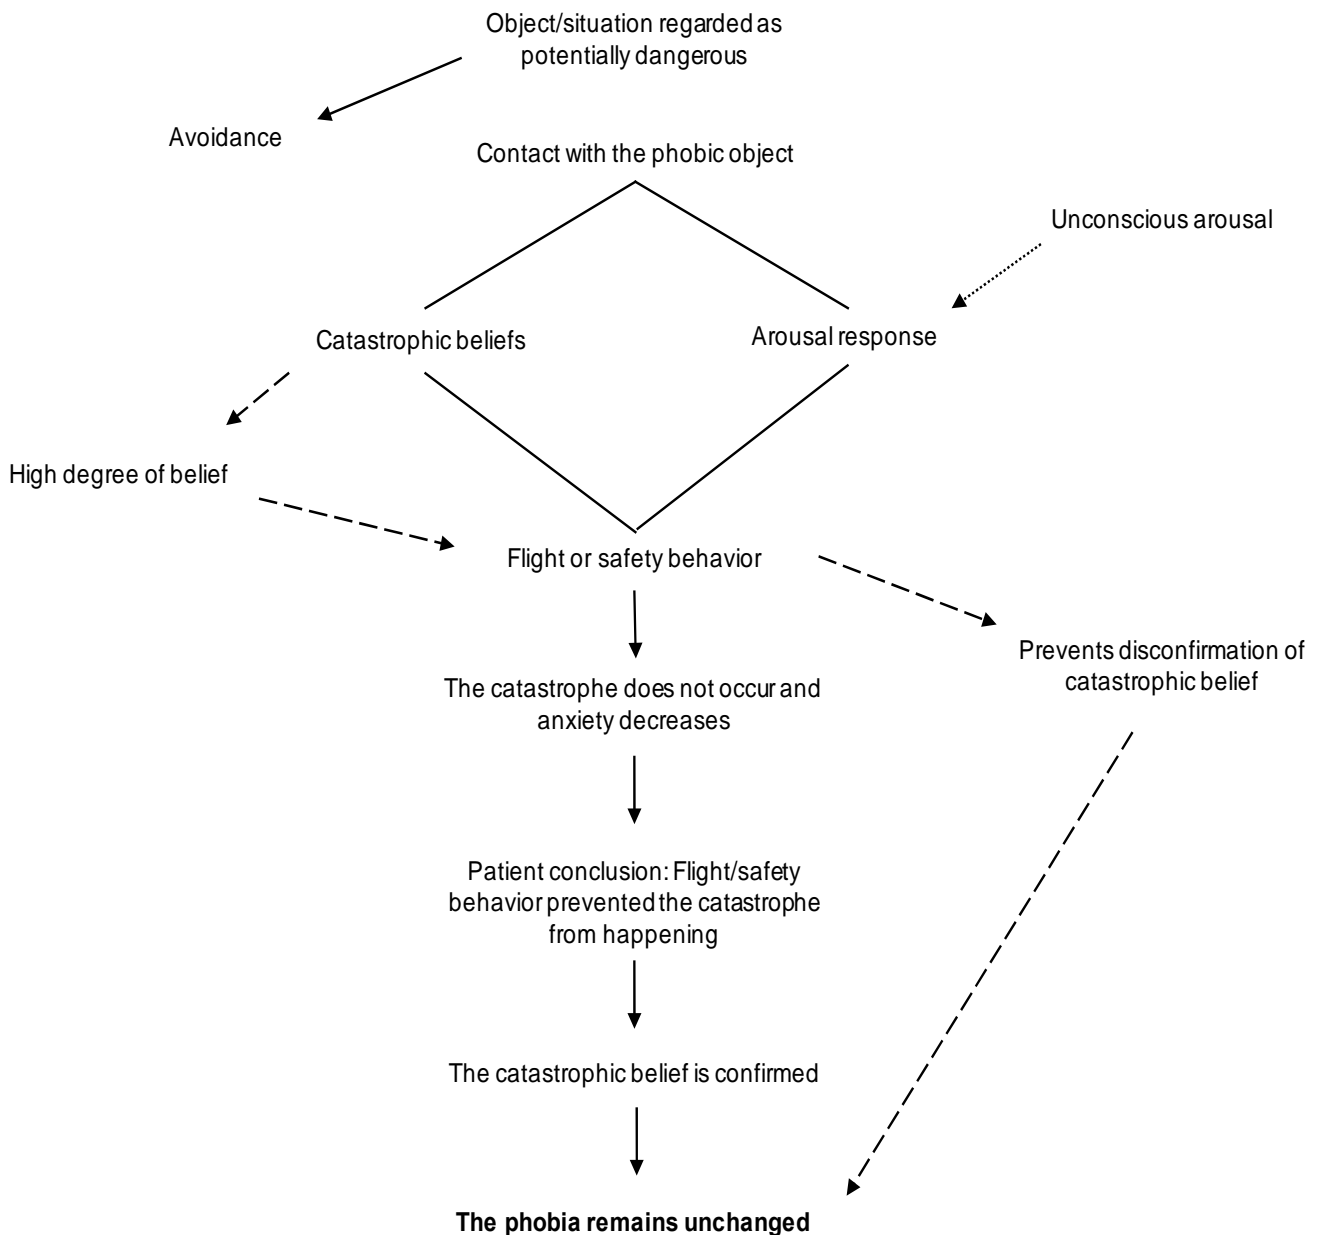 Object/situation regarded as
potentially dangerous
Avoidance
Contact with the phobic object
Unconscious arousal
Catastrophic beliefs
Arousal response
High degree of belief
Flight or safety behavior
Prevents disconfirmation of
catastrophic belief
The catastrophe does not occur and
anxiety decreases
Patient conclusion: Flight/safety
behavior prevented the catastrophe
from happening
The catastrophic belief is confirmed
The phobia remains unchanged